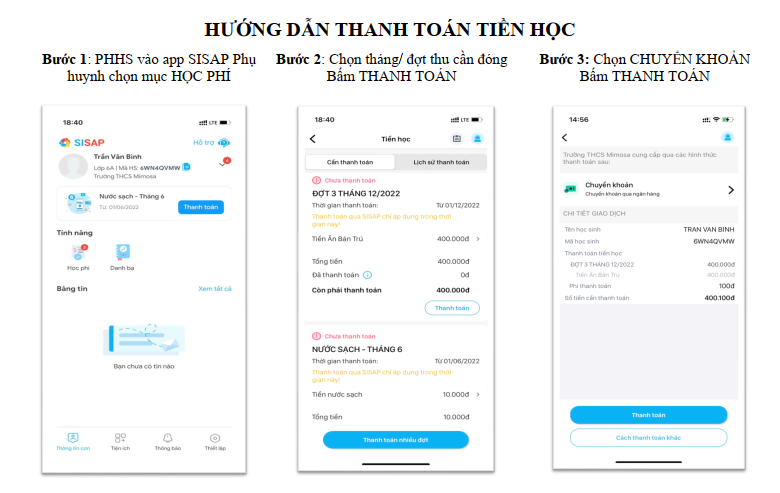 HƯỚNG DẪN THANH TOÁN TIỀN HỌC
Bước 1: PHHS vào app SISAP Phụ
huynh chọn mục HỌC PHÍ
Bước 2: Chọn tháng/ đợt thu cần đóng
Bấm THANH TOÁN
Bước 3: Chọn CHUYỂN KHOẢN
Bấm THANH TOÁN
18:40
LTE
SISAP
Hỗ trợ
Trần Văn Bình
Lớp 6A | Mã HS: 6WN4QVMW
Trường THCS Mimosa
Nước sạch - Tháng 6
Từ: 01/06/2022
Thanh toán
Tính năng
Học phí
Danh bạ
Bảng tin
Xem tất cả
Bạn chưa có tin nào
Thông tin con
Tiện ích
Thông báo
Thiết lập
18:40
LTE
Tiền học
Cần thanh toán
Lịch sử thanh toán
Chưa thanh toán
ĐỢT 3 THÁNG 12/2022
Thời gian thanh toán:
Từ 01/12/2022
Thanh toán qua SISAP chỉ áp dụng trong thời
gian này!
Tiền Ăn Bán Trú
400.000đ
Tổng tiền
400.000đ
Đã thanh toán
0đ
Còn phải thanh toán
400.000đ
Thanh toán
Chưa thanh toán
NƯỚC SẠCH - THÁNG 6
Thời gian thanh toán:
Từ 01/06/2022
Thanh toán qua SISAP chỉ áp dụng trong thời
gian này!
Tiền nước sạch
10.000đ
Tổng tiền
10.000đ
Thanh toán nhiều đợt
14:56
Trường THCS Mimosa cung cấp qua các hình thức
thanh toán sau:
Chuyển khoản
Chuyển khoản qua ngân hàng
CHI TIẾT GIAO DỊCH
Tên học sinh
TRAN VAN BINH
Mã học sinh
6WN4QVMW
Thanh toán tiền học
ĐỢT 3 THÁNG 12/2022
400.000đ
Tiền Ăn Bán Trú
400.000đ
Phí thanh toán
100đ
Số tiền cần thanh toán
400.100đ
Thanh toán
Cách thanh toán khác